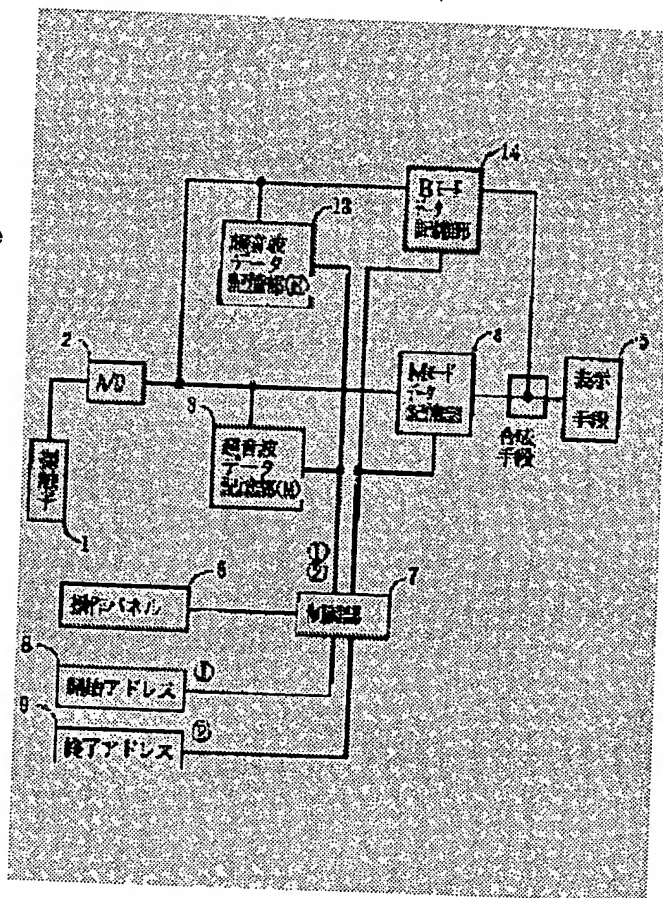 14
Bモード
データ
記憶部
13
超音波
データ
記憶部(B)
2
A/D
4
Mモード
データ
記憶部
5
表示
手段
3
超音波
データ
記憶部(M)
合成
手段
1
①
②
6
操作パネル
7
制御部
8
開始アドレス
①
9
終了アドレス
②